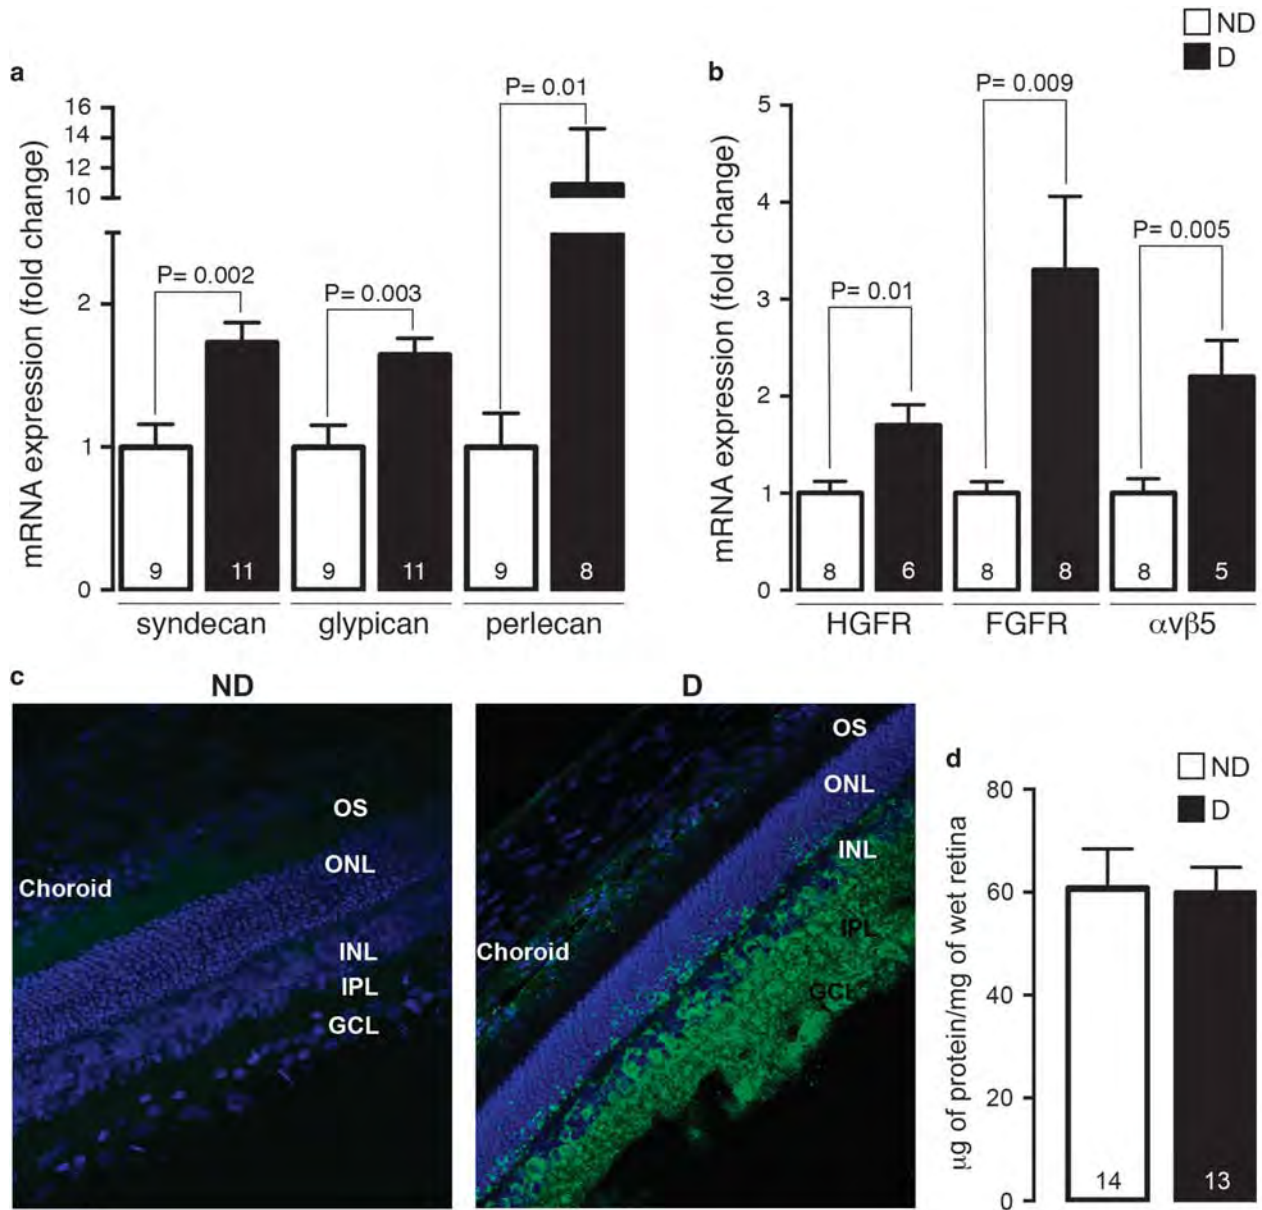 ND
D
a
b
mRNA expression (fold change)
16
14
12
10
2
1
0
P= 0.002
P= 0.003
P= 0.01
9
11
9
11
9
8
syndecan
glypican
perlecan
mRNA expression (fold change)
5
4
3
2
1
0
P= 0.01
P= 0.009
P= 0.005
8
6
8
8
8
5
HGFR
FGFR
αvβ5
c
ND
OS
ONL
Choroid
INL
IPL
GCL
D
OS
ONL
INL
IPL
Choroid
GCL
d
ND
D
µg of protein/mg of wet retina
80
60
40
20
0
14
13